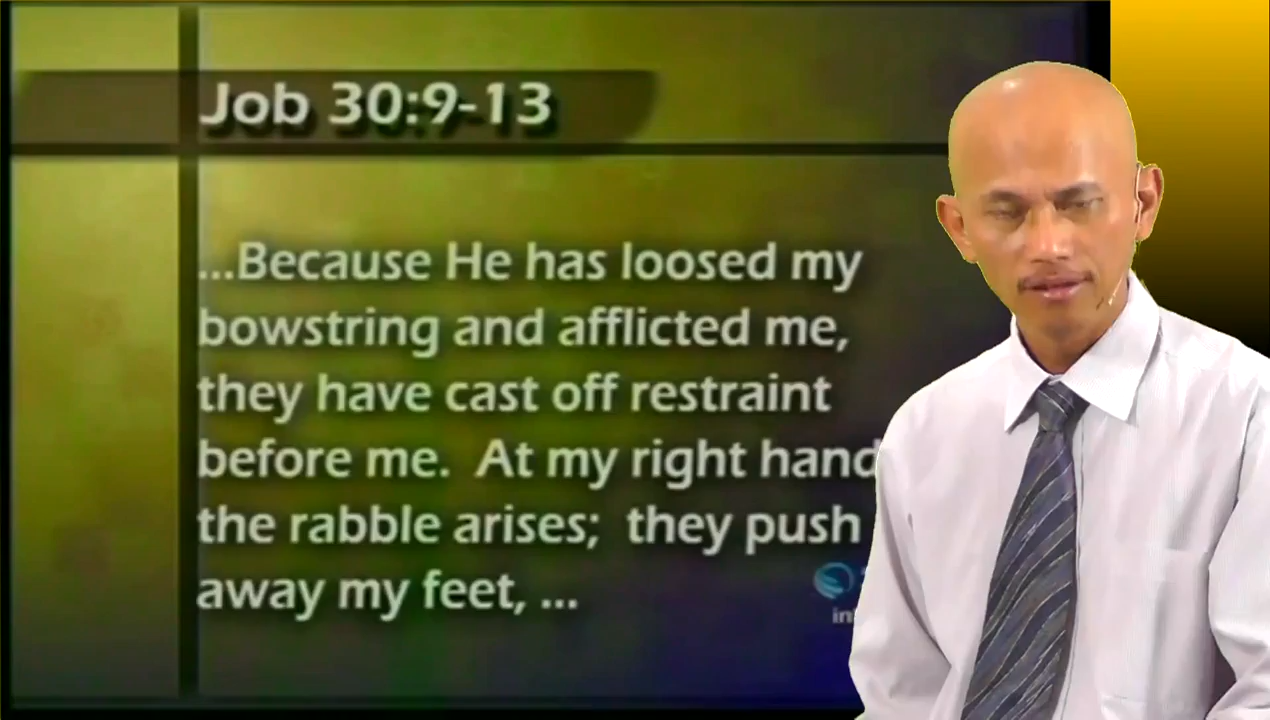 Job 30:9-13
...Because He has loosed my
bowstring and afflicted me,
they have cast off restraint
before me. At my right hand
the rabble arises; they push
away my feet, ...